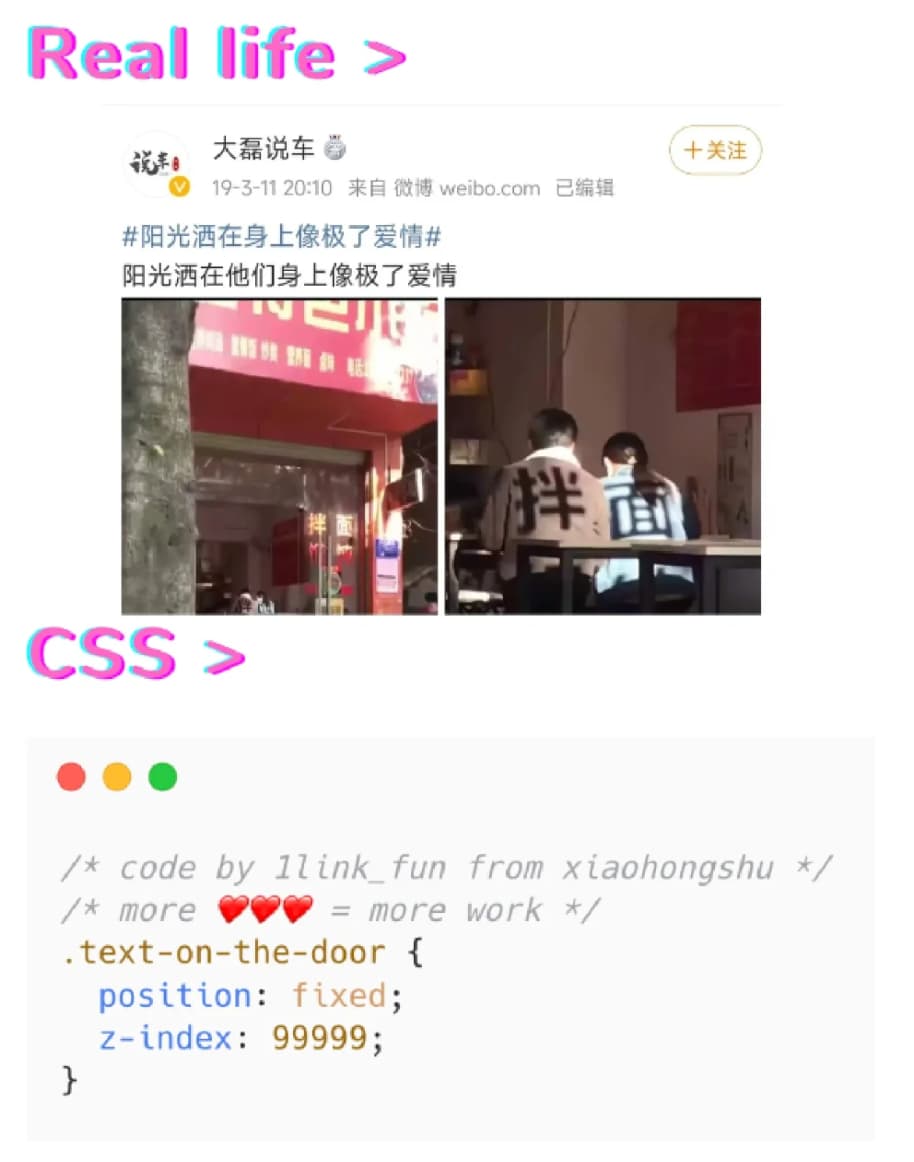 Real life >
说车
大磊说车
+关注
19-3-11 20:10 来自 微博 weibo.com 已编辑
#阳光洒在身上像极了爱情#
阳光洒在他们身上像极了爱情
拌面
拌面
CSS >
/* code by 1link_fun from xiaohongshu */
/* more ❤️❤️❤️ = more work */
.text-on-the-door {
position: fixed;
z-index: 99999;
}